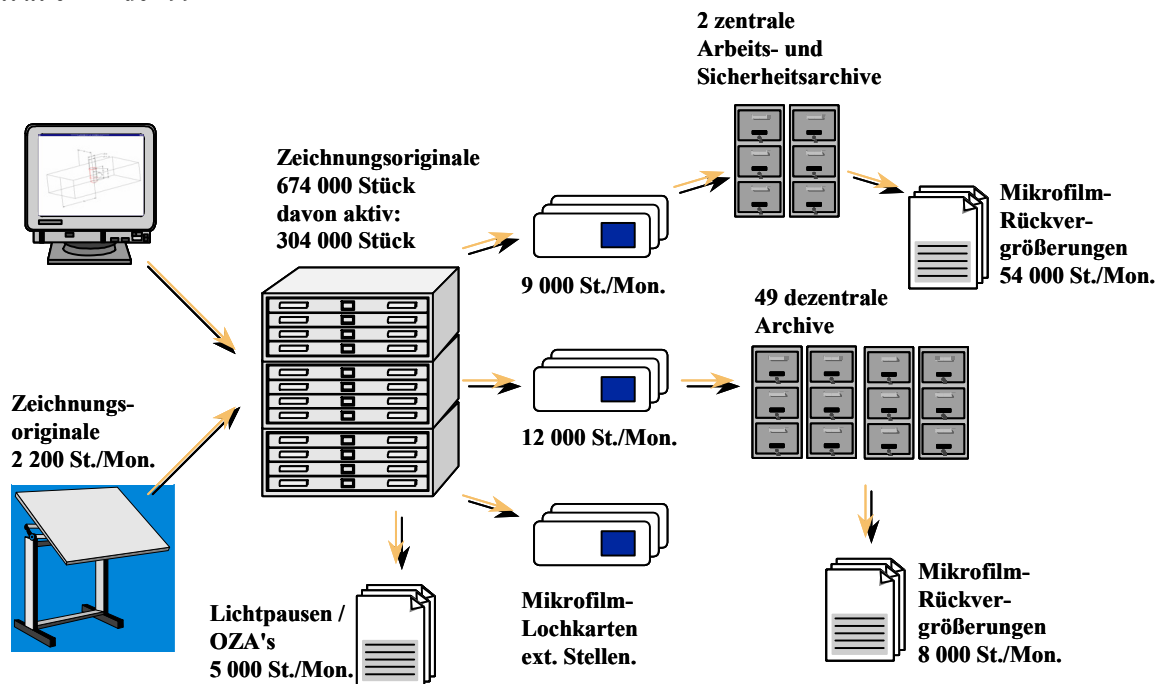 2 zentrale
Arbeits- und
Sicherheitsarchive
Zeichnungsoriginale
674 000 Stück
davon aktiv:
304 000 Stück
Mikrofilm-
Rückver-
größerungen
54 000 St./Mon.
9 000 St./Mon.
49 dezentrale
Archive
Zeichnungs-
originale
2 200 St./Mon.
12 000 St./Mon.
Lichtpausen /
OZA's
5 000 St./Mon.
Mikrofilm-
Lochkarten
ext. Stellen.
Mikrofilm-
Rückver-
größerungen
8 000 St./Mon.